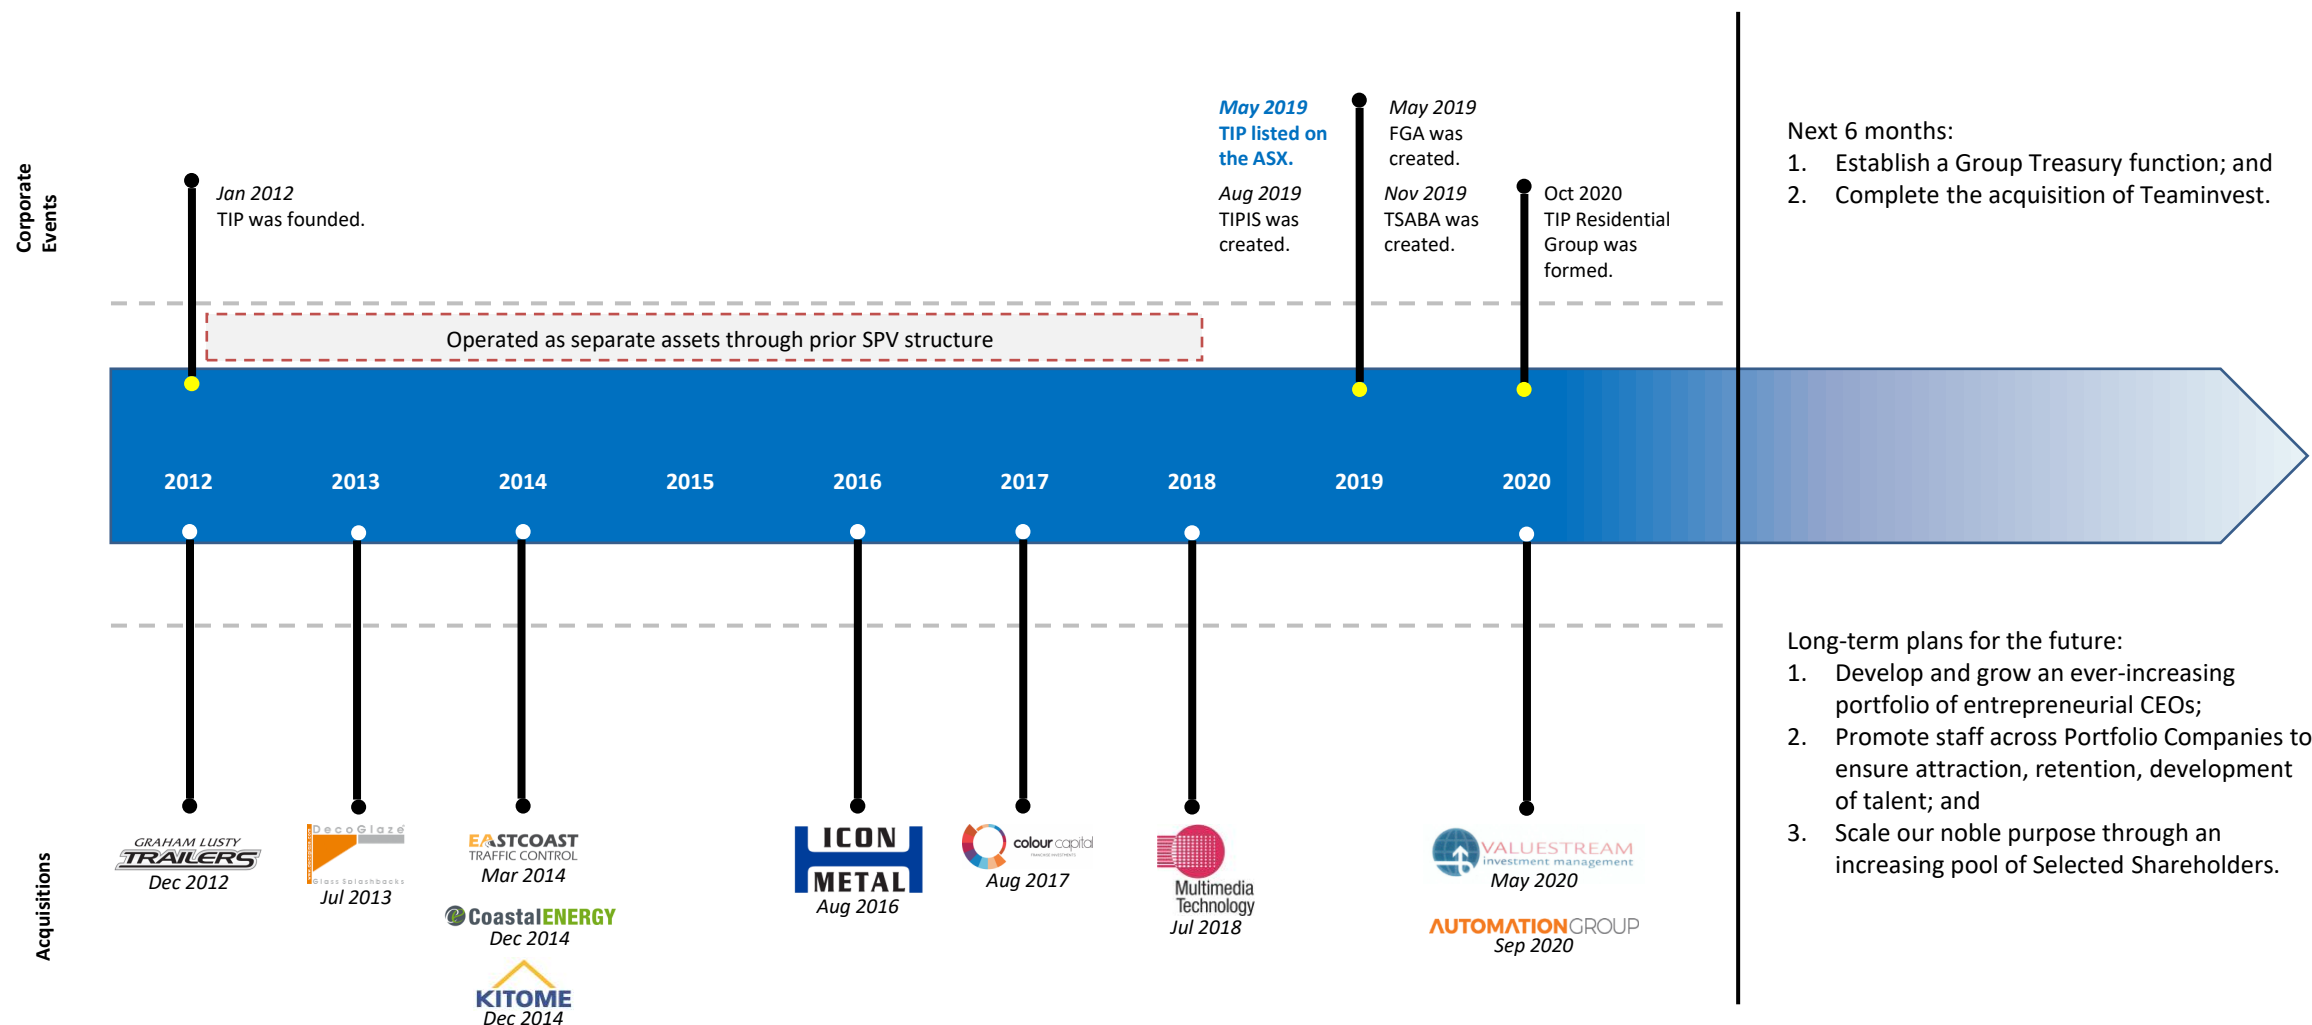 Corporate
Events
Jan 2012
TIP was founded.
May 2019
TIP listed on
the ASX.
Aug 2019
TIPIS was
created.
May 2019
FGA was
created.
Nov 2019
TSABA was
created.
Oct 2020
TIP Residential
Group was
formed.
Next 6 months:
1. Establish a Group Treasury function; and
2. Complete the acquisition of Teaminvest.
Operated as separate assets through prior SPV structure
2012 2013 2014 2015 2016 2017 2018 2019 2020
Acquisitions
GRAHAM LUSTY
TRAILERS
Dec 2012
DecoGlaze
Glass Splashbacks
Jul 2013
EASTCOAST
TRAFFIC CONTROL
Mar 2014
CoastalENERGY
Dec 2014
KITOME
Dec 2014
ICON
METAL
Aug 2016
colour capital
Aug 2017
Multimedia
Technology
Jul 2018
VALUESTREAM
investment management
May 2020
AUTOMATIONGROUP
Sep 2020
Long-term plans for the future:
1. Develop and grow an ever-increasing
portfolio of entrepreneurial CEOs;
2. Promote staff across Portfolio Companies to
ensure attraction, retention, development
of talent; and
3. Scale our noble purpose through an
increasing pool of Selected Shareholders.